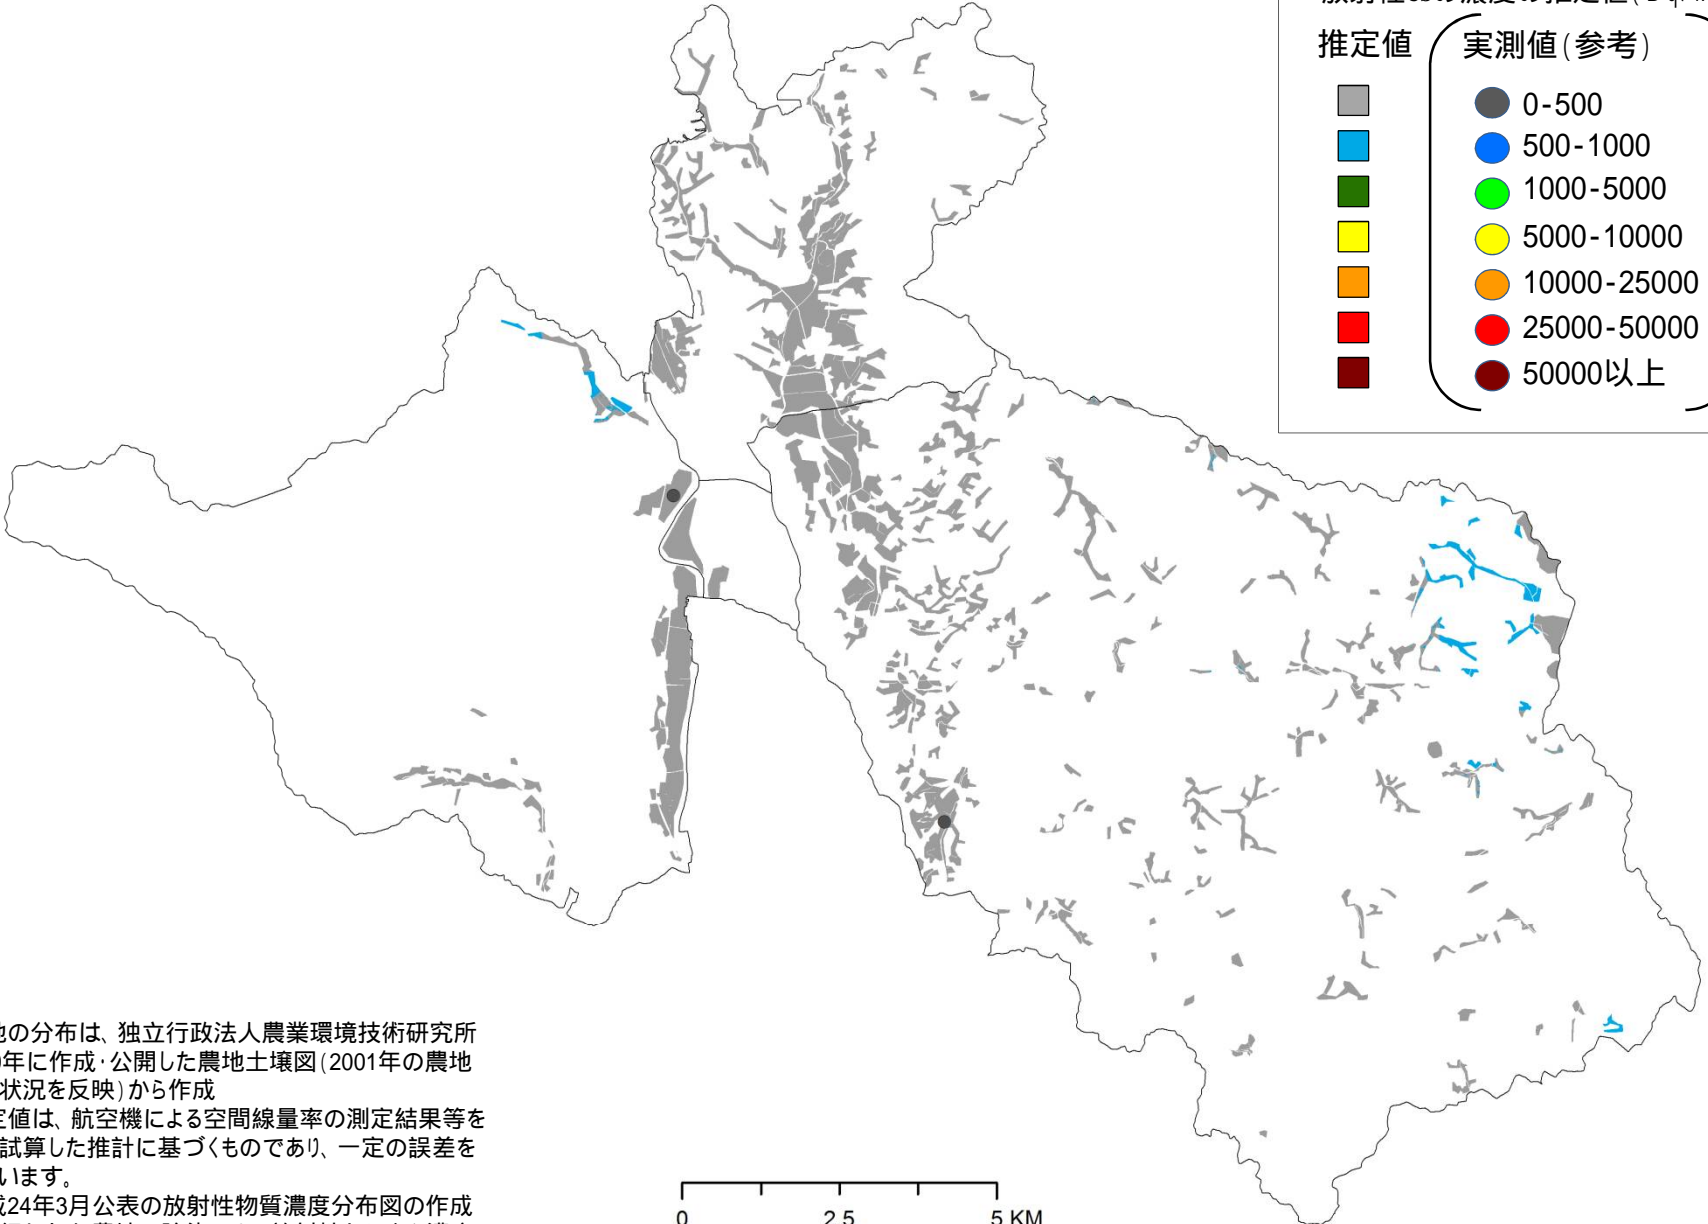 推定値 実測値(参考)
0-500
500-1000
1000-5000
5000-10000
10000-25000
25000-50000
50000以上
地の分布は、独立行政法人農業環境技術研究所
年に作成・公開した農地土壌図(2001年の農地
状況を反映)から作成
定値は、航空機による空間線量率の測定結果等を
試算した推計に基づくものであり、一定の誤差を
います。
成24年3月公表の放射性物質濃度分布図の作成
0 2.5 5 KM